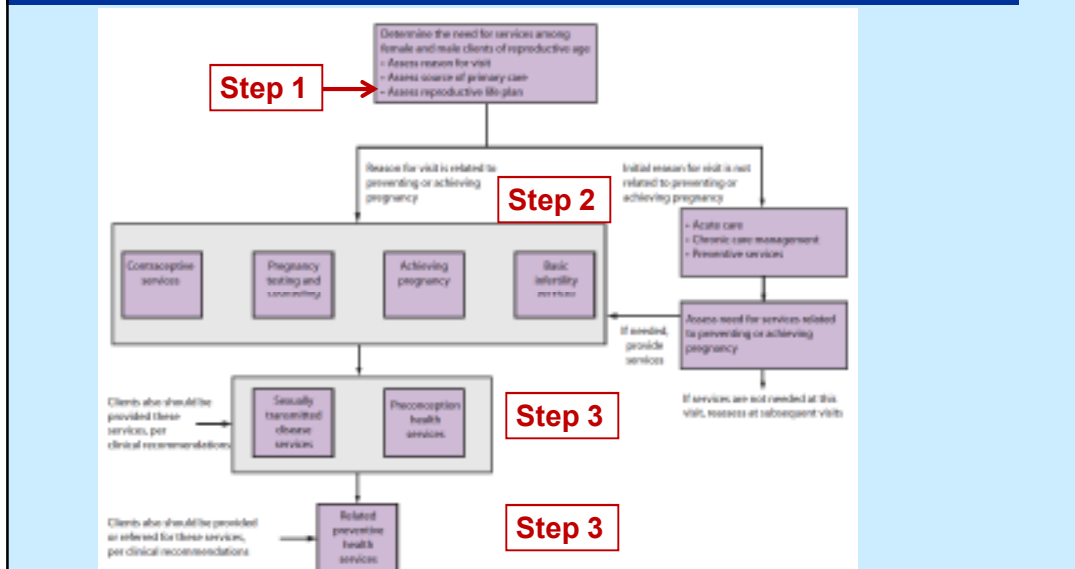 Determine the need for services among
female and male clients of reproductive age
- Assess reason for visit
- Assess source of primary care
- Assess reproductive life plan
Step 1
Reason for visit is related to
preventing or achieving
pregnancy
Initial reason for visit is not
related to preventing or
achieving pregnancy
Step 2
- Acute care
- Chronic care management
- Preventive services
Contraceptive
services
Pregnancy
testing and
counseling
Achieving
pregnancy
Basic
infertility
services
Assess need for services related
to preventing or achieving
pregnancy
If needed,
provide
services
If services are not needed at this
visit, reassess at subsequent visits
Clients also should be
provided these
services, per
clinical recommendations
Sexually
transmitted
disease
services
Preconception
health
services
Step 3
Clients also should be provided
or referred for these services,
per clinical recommendations
Related
preventive
health
services
Step 3